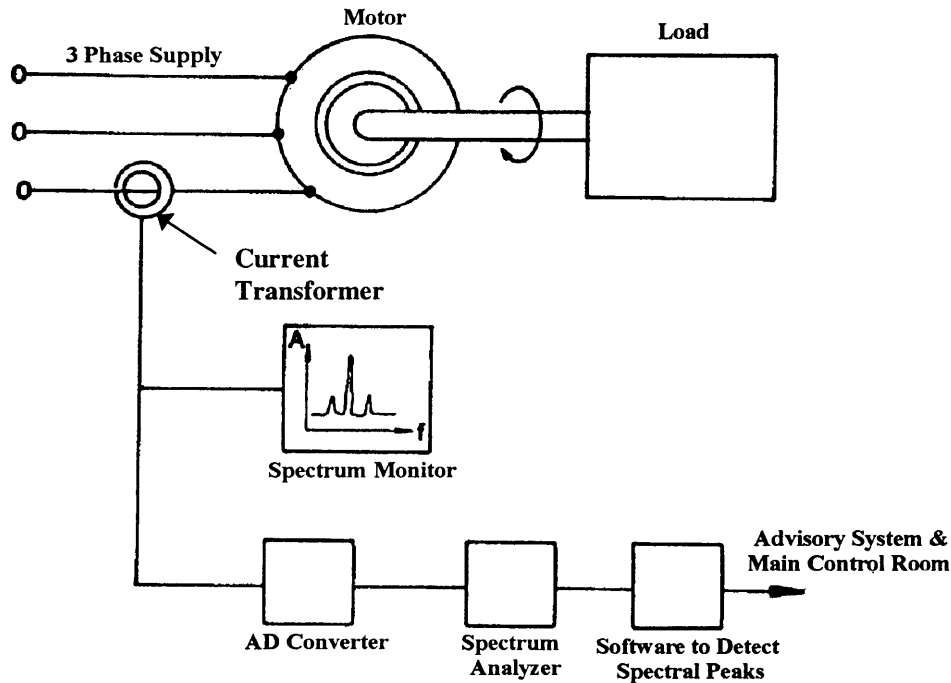 Motor
Load
3 Phase Supply
Current
Transformer
A
f
Spectrum Monitor
Advisory System &
Main Control Room
AD Converter
Spectrum
Analyzer
Software to Detect
Spectral Peaks